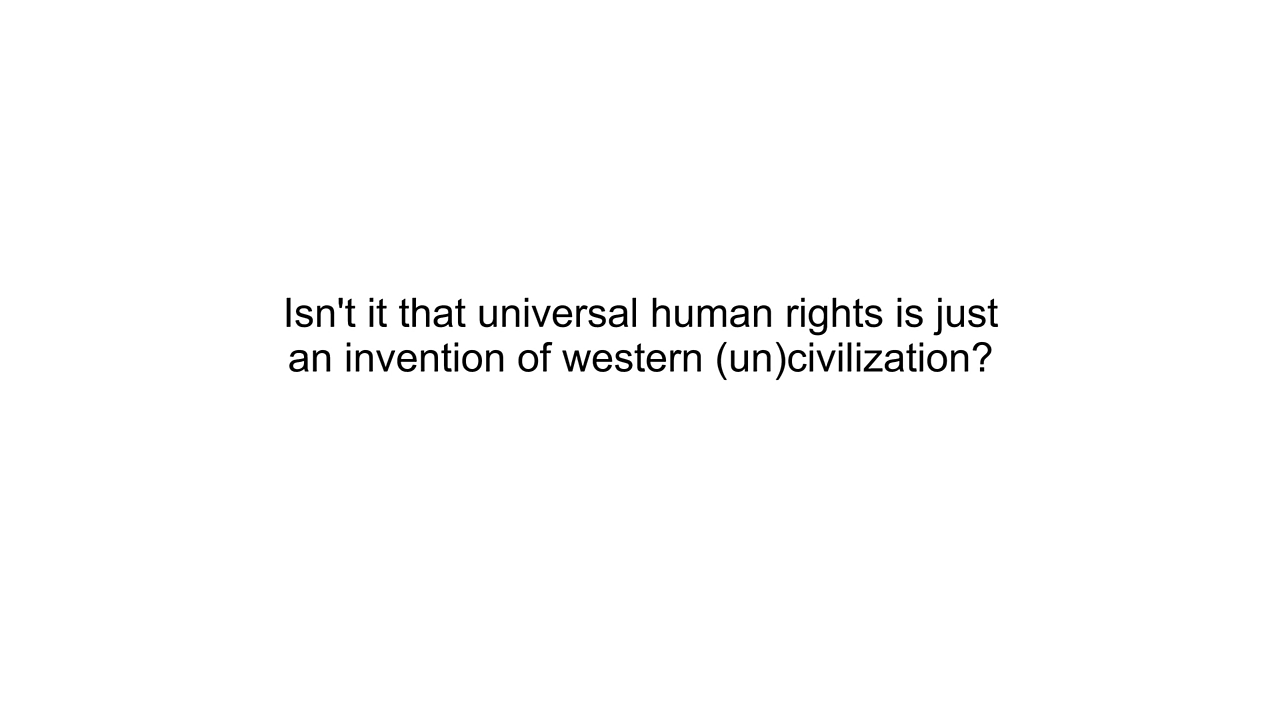 Isn't it that universal human rights is just
an invention of western (un)civilization?